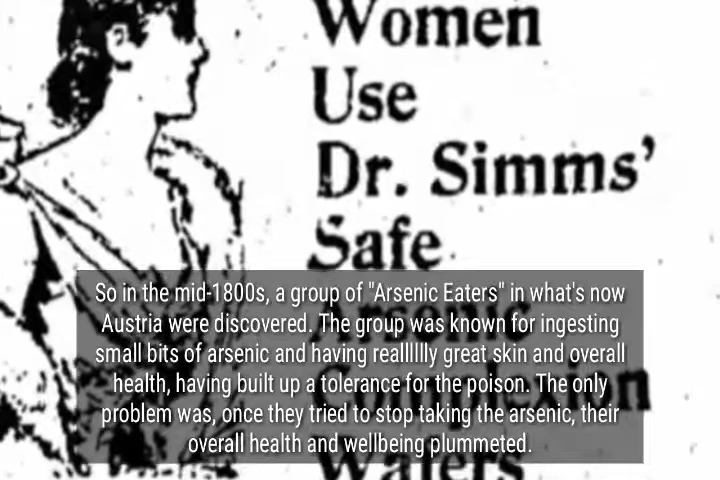 Women
Use
Dr. Simms’
Safe
Arsenic
Complexion
Wafers
So in the mid-1800s, a group of "Arsenic Eaters" in what's now
Austria were discovered. The group was known for ingesting
small bits of arsenic and having reallllllly great skin and overall
health, having built up a tolerance for the poison. The only
problem was, once they tried to stop taking the arsenic, their
overall health and wellbeing plummeted.